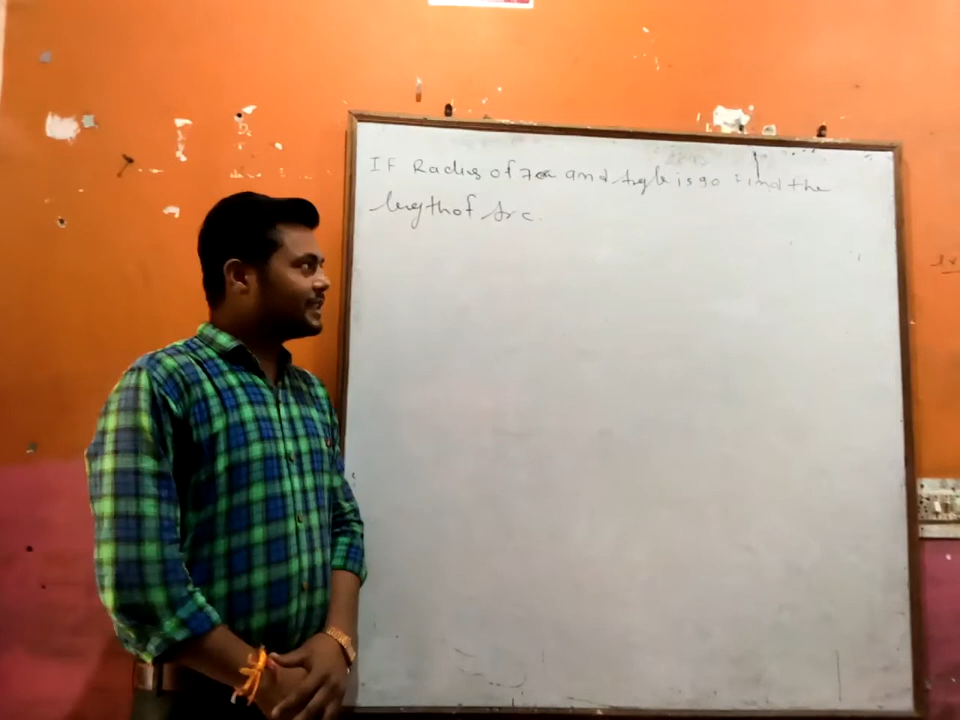 IF Radius of 7cm and Angle is 90 Find the
length of Arc.